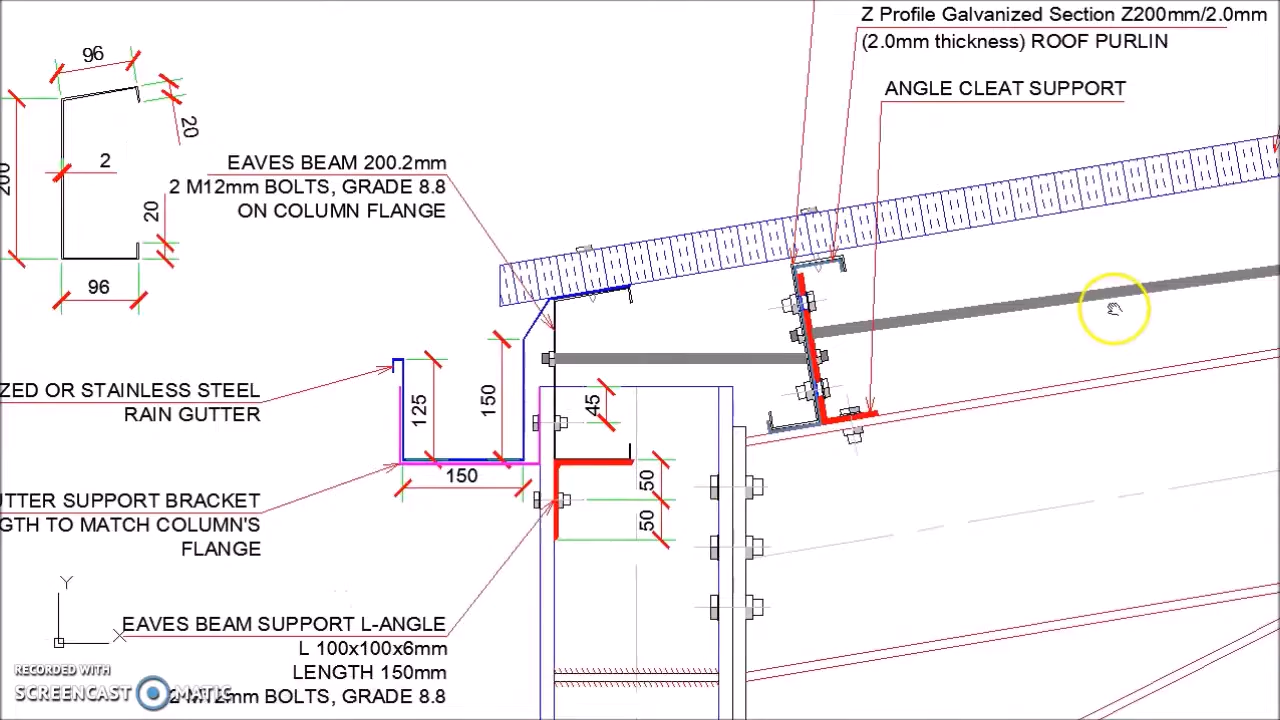 Z Profile Galvanized Section Z200mm/2.0mm
(2.0mm thickness) ROOF PURLIN
ANGLE CLEAT SUPPORT
96
20
2
200
20
96
EAVES BEAM 200.2mm
2 M12mm BOLTS, GRADE 8.8
ON COLUMN FLANGE
ZED OR STAINLESS STEEL
RAIN GUTTER
125
150
45
150
50
50
UTTER SUPPORT BRACKET
GTH TO MATCH COLUMN'S
FLANGE
Y
X
EAVES BEAM SUPPORT L-ANGLE
L 100x100x6mm
LENGTH 150mm
2 M12mm BOLTS, GRADE 8.8
RECORDED WITH
SCREENCAST MATIC